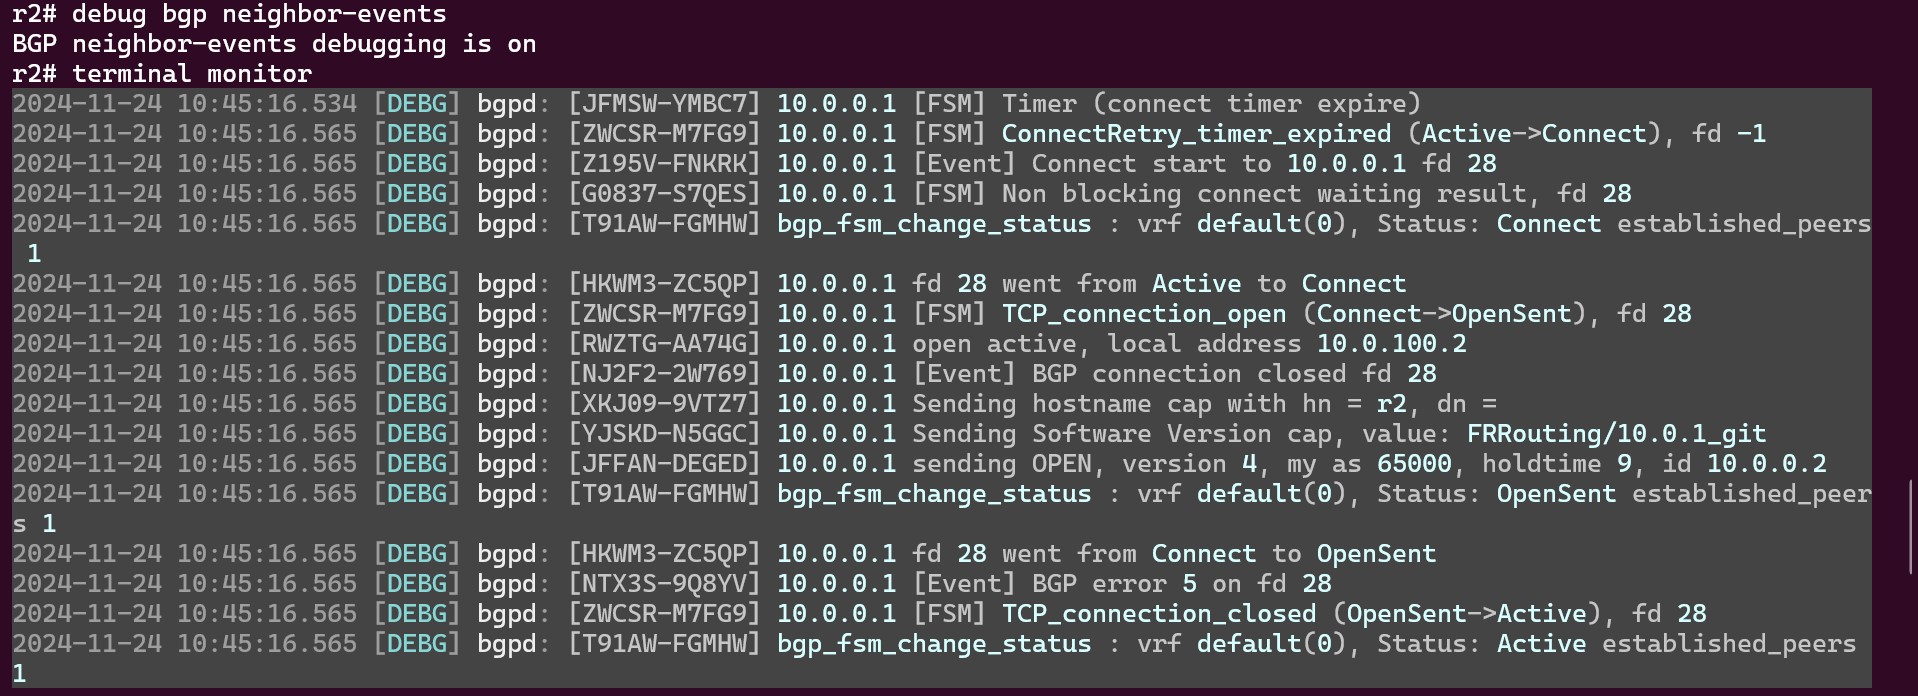 r2# debug bgp neighbor-events
BGP neighbor-events debugging is on
r2# terminal monitor
2024-11-24 10:45:16.534 [DEBG] bgpd: [JFMSW-YMBC7] 10.0.0.1 [FSM] Timer (connect timer expire)
2024-11-24 10:45:16.565 [DEBG] bgpd: [ZWCSR-M7FG9] 10.0.0.1 [FSM] ConnectRetry_timer_expired (Active->Connect), fd -1
2024-11-24 10:45:16.565 [DEBG] bgpd: [Z195V-FNKRK] 10.0.0.1 [Event] Connect start to 10.0.0.1 fd 28
2024-11-24 10:45:16.565 [DEBG] bgpd: [G0837-S7QES] 10.0.0.1 [FSM] Non blocking connect waiting result, fd 28
2024-11-24 10:45:16.565 [DEBG] bgpd: [T91AW-FGMHW] bgp_fsm_change_status : vrf default(0), Status: Connect established_peers
 1
2024-11-24 10:45:16.565 [DEBG] bgpd: [HKWM3-ZC5QP] 10.0.0.1 fd 28 went from Active to Connect
2024-11-24 10:45:16.565 [DEBG] bgpd: [ZWCSR-M7FG9] 10.0.0.1 [FSM] TCP_connection_open (Connect->OpenSent), fd 28
2024-11-24 10:45:16.565 [DEBG] bgpd: [RWZTG-AA74G] 10.0.0.1 open active, local address 10.0.100.2
2024-11-24 10:45:16.565 [DEBG] bgpd: [NJ2F2-2W769] 10.0.0.1 [Event] BGP connection closed fd 28
2024-11-24 10:45:16.565 [DEBG] bgpd: [XKJ09-9VTZ7] 10.0.0.1 Sending hostname cap with hn = r2, dn =
2024-11-24 10:45:16.565 [DEBG] bgpd: [YJSKD-N5GGC] 10.0.0.1 Sending Software Version cap, value: FRRouting/10.0.1_git
2024-11-24 10:45:16.565 [DEBG] bgpd: [JFFAN-DEGED] 10.0.0.1 sending OPEN, version 4, my as 65000, holdtime 9, id 10.0.0.2
2024-11-24 10:45:16.565 [DEBG] bgpd: [T91AW-FGMHW] bgp_fsm_change_status : vrf default(0), Status: OpenSent established_peer
s 1
2024-11-24 10:45:16.565 [DEBG] bgpd: [HKWM3-ZC5QP] 10.0.0.1 fd 28 went from Connect to OpenSent
2024-11-24 10:45:16.565 [DEBG] bgpd: [NTX3S-9Q8YV] 10.0.0.1 [Event] BGP error 5 on fd 28
2024-11-24 10:45:16.565 [DEBG] bgpd: [ZWCSR-M7FG9] 10.0.0.1 [FSM] TCP_connection_closed (OpenSent->Active), fd 28
2024-11-24 10:45:16.565 [DEBG] bgpd: [T91AW-FGMHW] bgp_fsm_change_status : vrf default(0), Status: Active established_peers
1